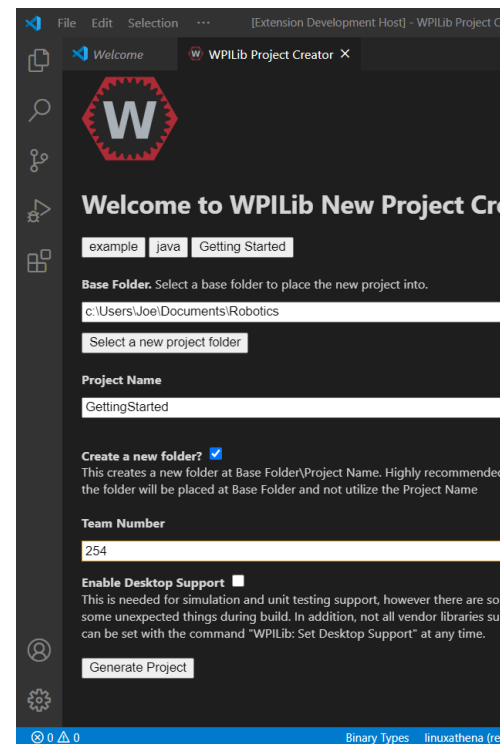 File Edit Selection ··· [Extension Development Host] - WPILib Project
Welcome W WPILib Project Creator
W
Welcome to WPILib New Project
example java Getting Started
Base Folder. Select a base folder to place the new project into.
c:\Users\Joe\Documents\Robotics
Select a new project folder
Project Name
GettingStarted
Create a new folder?
This creates a new folder at Base Folder\Project Name. Highly recommended
the folder will be placed at Base Folder and not utilize the Project Name
Team Number
254
Enable Desktop Support
This is needed for simulation and unit testing support, however there are so
some unexpected things during build. In addition, not all vendor libraries su
can be set with the command "WPILib: Set Desktop Support" at any time.
Generate Project
0 0 Binary Types linuxathena (re